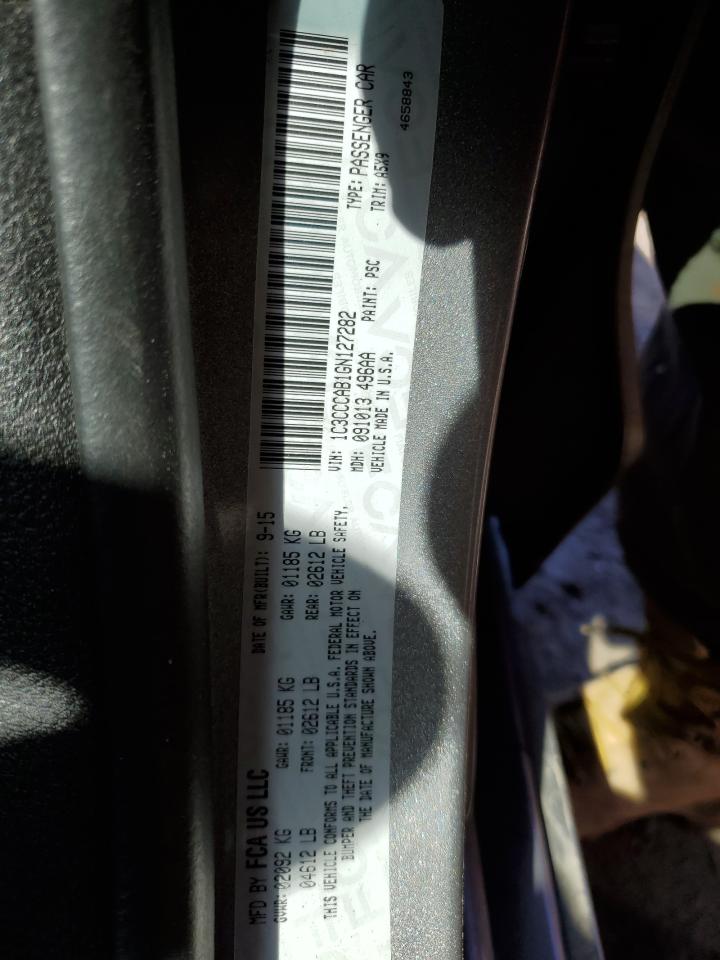 MFD BY FCA US LLC
DATE OF MFR(BUILT): 9-15
GVWR: 02092 KG
GAWR: 01185 KG
GAWR: 01185 KG
04612 LB
FRONT: 02612 LB
REAR: 02612 LB
THIS VEHICLE CONFORMS TO ALL APPLICABLE U.S.A. FEDERAL MOTOR VEHICLE SAFETY,
BUMPER AND THEFT PREVENTION STANDARDS IN EFFECT ON
THE DATE OF MANUFACTURE SHOWN ABOVE.
VIN: 1C3CCCAB1GN127282
TYPE: PASSENGER CAR
MDH: 091013 496AA
PAINT: PSC
TRIM: A5X9
VEHICLE MADE IN U.S.A.
4658843